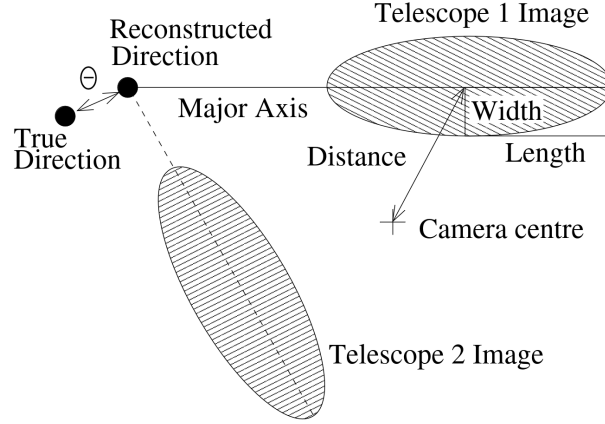 Telescope 1 Image
Reconstructed
Direction
Θ
Major Axis
Width
True
Direction
Distance
Length
Camera centre
Telescope 2 Image